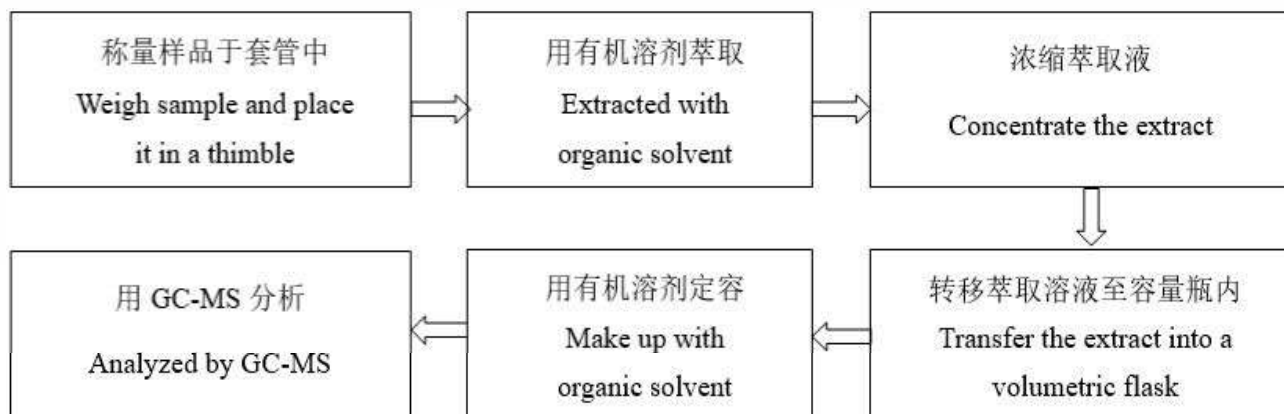 称量样品于套管中
Weigh sample and place
it in a thimble
用有机溶剂萃取
Extracted with
organic solvent
浓缩萃取液
Concentrate the extract
转移萃取溶液至容量瓶内
Transfer the extract into a
volumetric flask
用有机溶剂定容
Make up with
organic solvent
用 GC-MS 分析
Analyzed by GC-MS